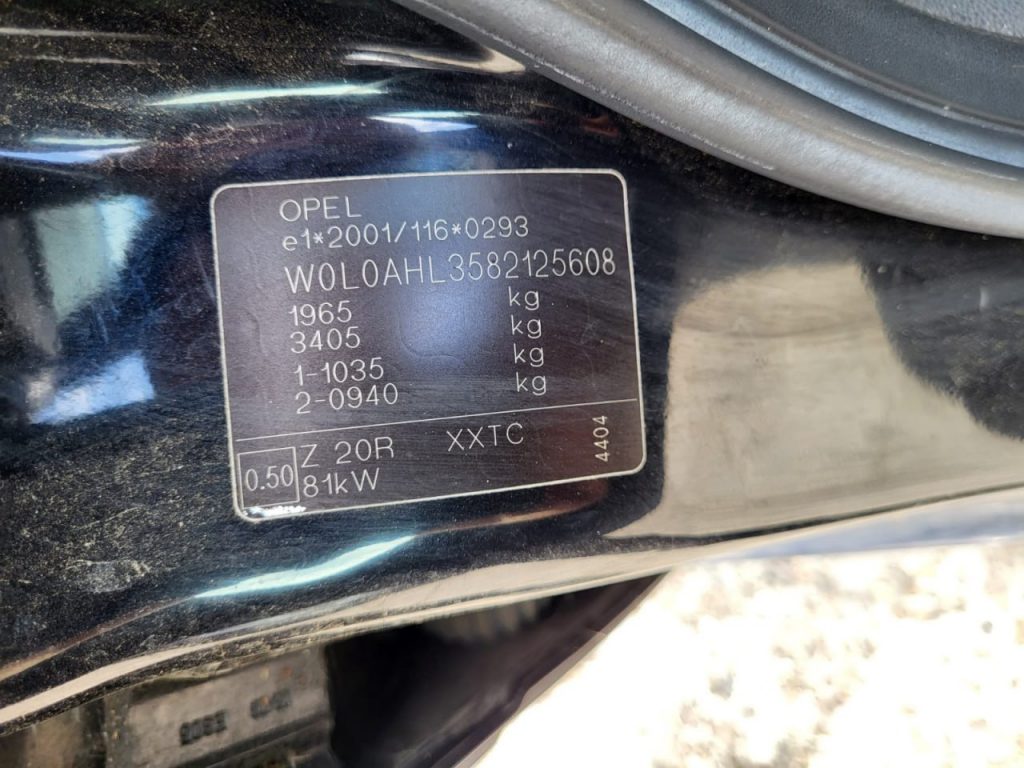 OPEL
e1*2001/116*0293
W0L0AHL3582125608
1965 kg
3405 kg
1-1035 kg
2-0940 kg
0.50 Z 20R XXTC 4404
81kW